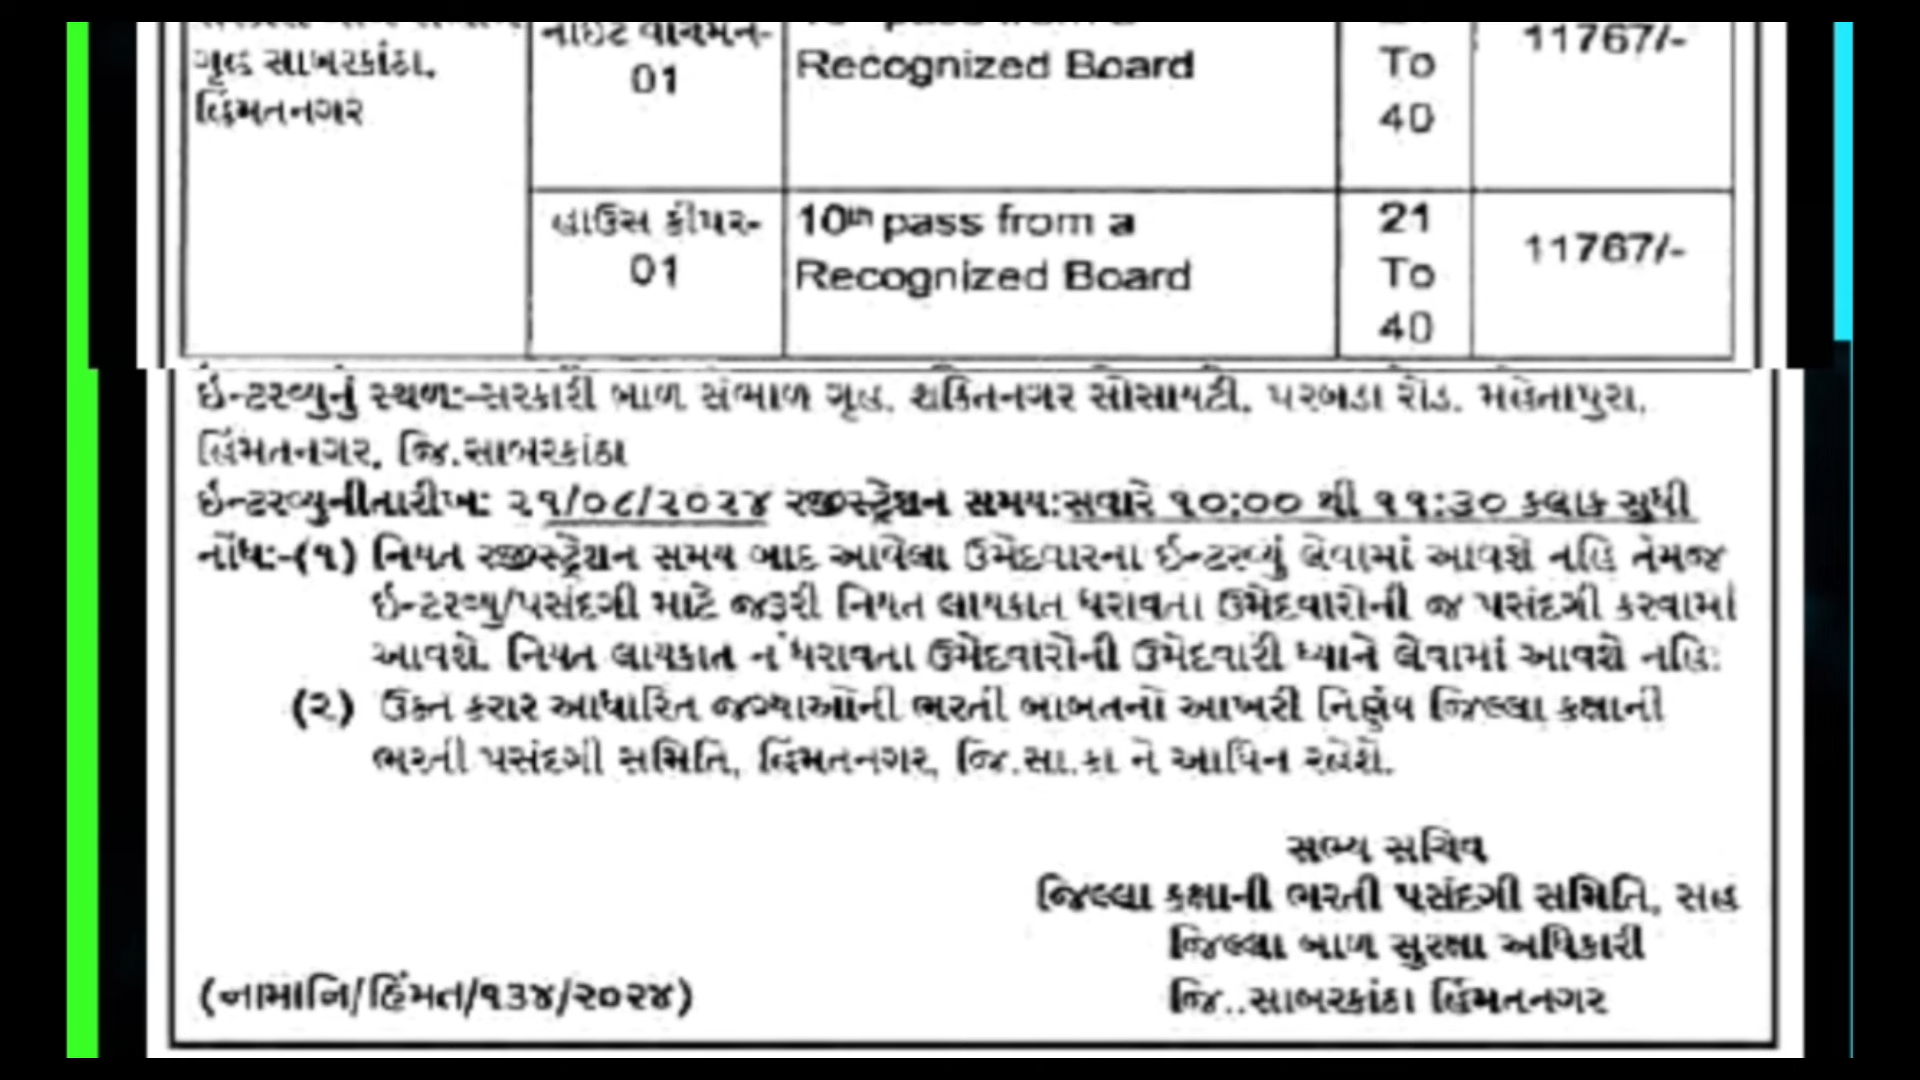 ગૃહ સાબરકાંઠા,
હિંમતનગર
નાઈટ વોચમેન-
01
Recognized Board
To
40
11767/-
હાઉસ કીપર-
01
10th pass from a
Recognized Board
21
To
40
11767/-
ઇન્ટરવ્યુનું સ્થળ:-સરકારી બાળ સંભાળ ગૃહ, શક્તિનગર સોસાયટી, પરબડા રોડ, મહેતાપુરા,
હિંમતનગર, જિ.સાબરકાંઠા
ઇન્ટરવ્યુનીતારીખ: ૨૧/૦૮/૨૦૨૪ રજીસ્ટ્રેશન સમય:સવારે ૧૦:૦૦ થી ૧૧:૩૦ કલાક સુધી
નોંધ:-(૧) નિયત રજીસ્ટ્રેશન સમય બાદ આવેલા ઉમેદવારના ઈન્ટરવ્યું લેવામાં આવશે નહિ તેમજ
ઇન્ટરવ્યુ/પસંદગી માટે જરૂરી નિયત લાયકાત ધરાવતા ઉમેદવારોની જ પસંદગી કરવામાં
આવશે. નિયત લાયકાત ન ધરાવતા ઉમેદવારોની ઉમેદવારી ધ્યાને લેવામાં આવશે નહિ.
(૨) ઉક્ત કરાર આધારિત જગ્યાઓની ભરતી બાબતનો આખરી નિર્ણય જિલ્લા કક્ષાની
ભરતી પસંદગી સમિતિ, હિંમતનગર, જિ.સા.કા ને આધિન રહેશે.
સભ્ય સચિવ
જિલ્લા કક્ષાની ભરતી પસંદગી સમિતિ, સહ
જિલ્લા બાળ સુરક્ષા અધિકારી
જિ..સાબરકાંઠા હિંમતનગર
(નામાનિ/હિંમત/૧૩૪/૨૦૨૪)